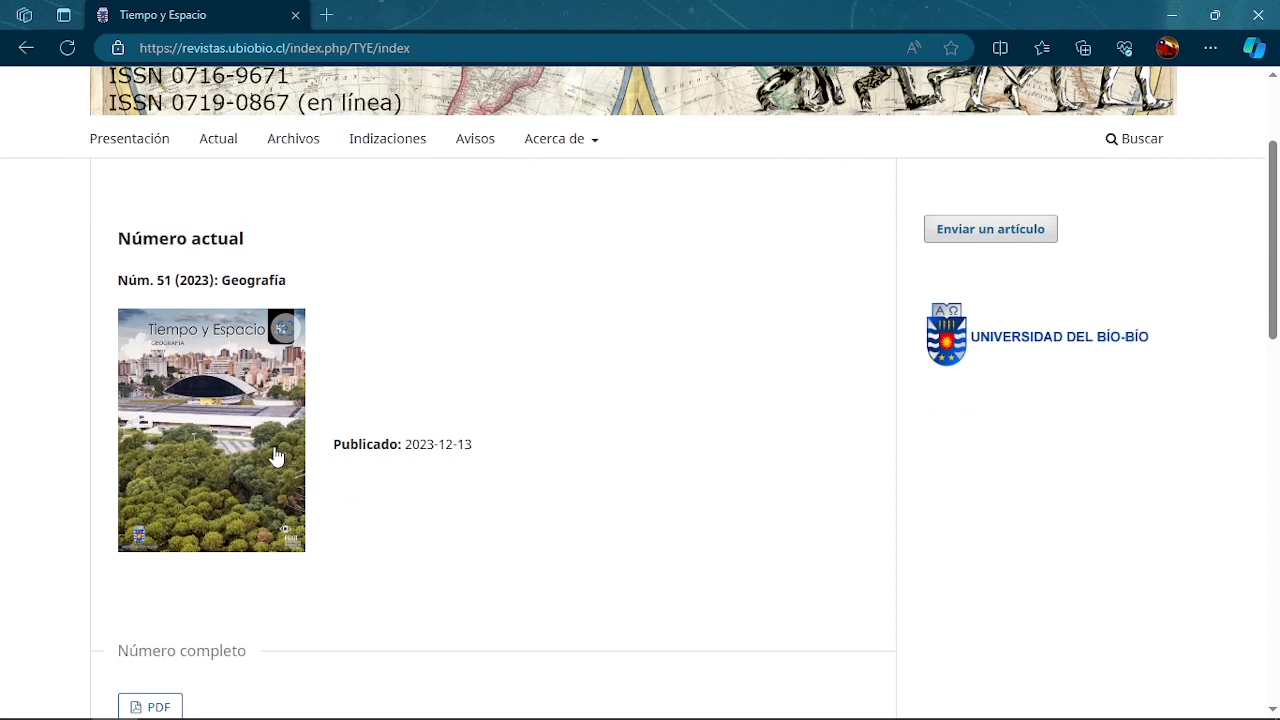 Tiempo y Espacio
https://revistas.ubiobio.cl/index.php/TYE/index
ISSN 0716-9671
ISSN 0719-0867 (en línea)
Presentación Actual Archivos Indizaciones Avisos Acerca de Buscar
Número actual
Enviar un artículo
Núm. 51 (2023): Geografía
Tiempo y Espacio
GEOGRAFÍA
Α Ω
UNIVERSIDAD DEL BÍO-BÍO
Publicado: 2023-12-13
Número completo
PDF